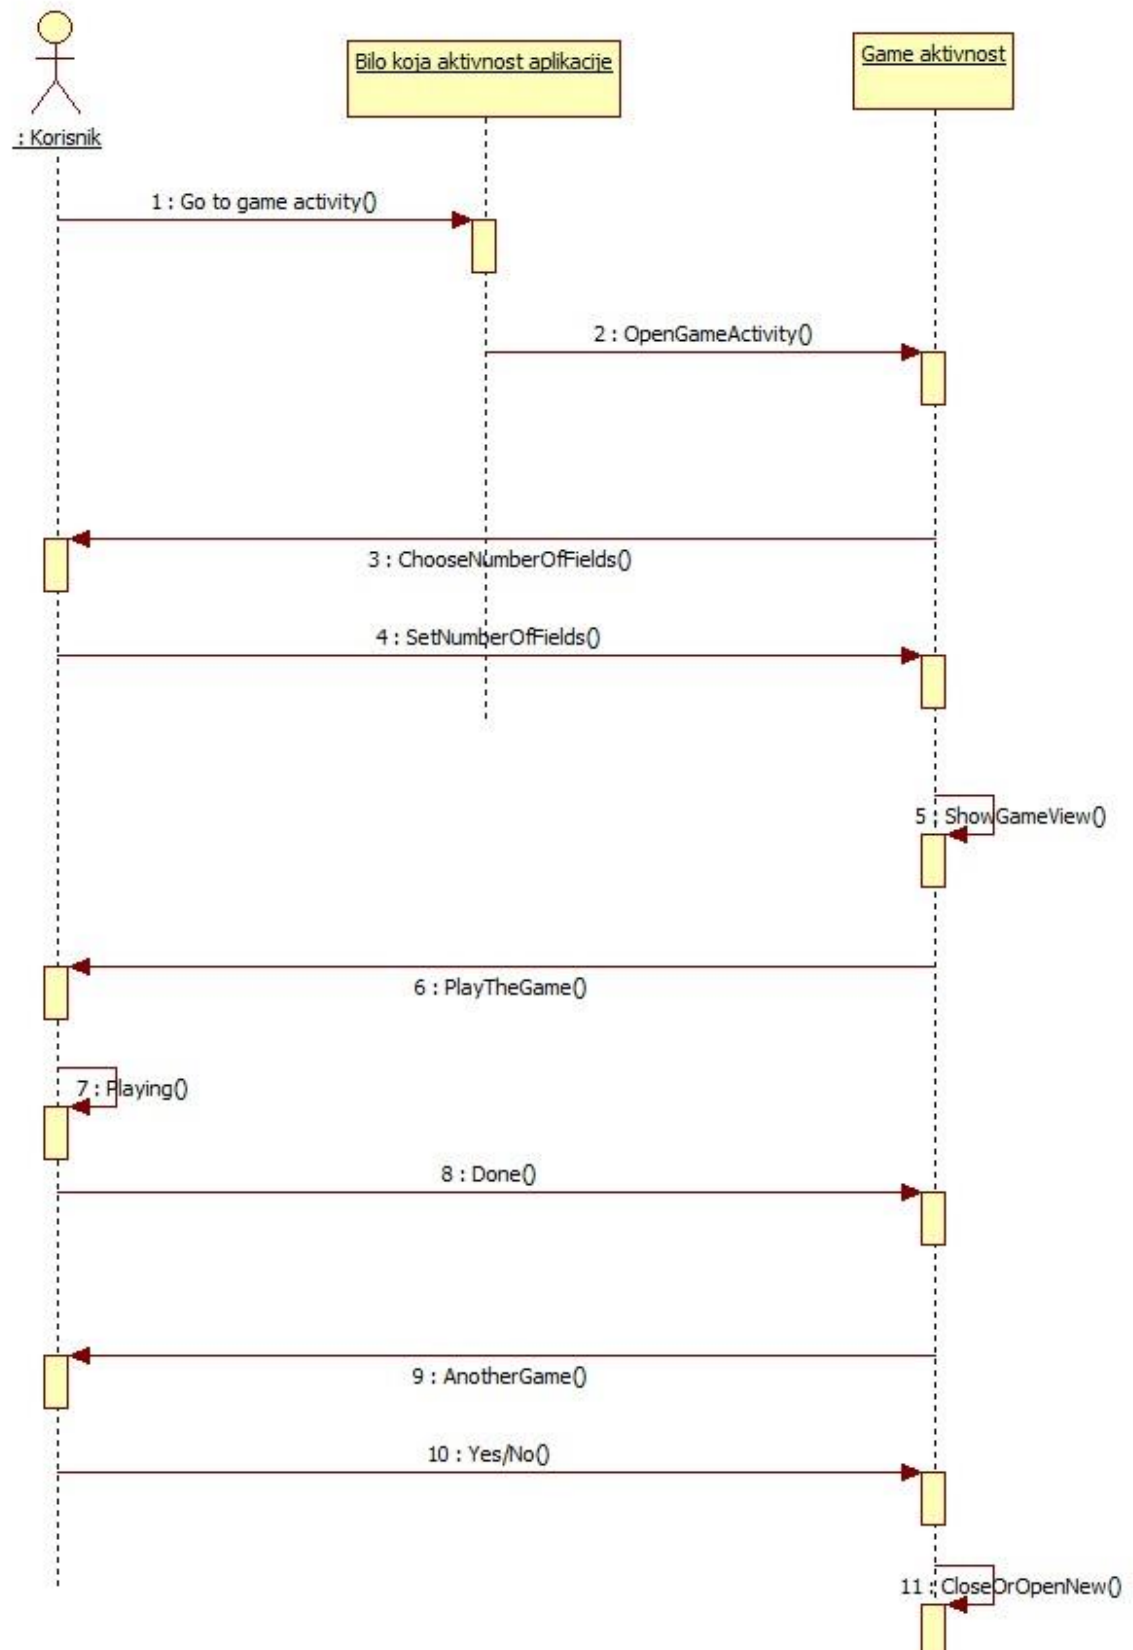 : Korisnik
Bilo koja aktivnost aplikacije
Game aktivnost
1 : Go to game activity()
2 : OpenGameActivity()
3 : ChooseNumberOfFields()
4 : SetNumberOfFields()
5 : ShowGameView()
6 : PlayTheGame()
7 : Playing()
8 : Done()
9 : AnotherGame()
10 : Yes/No()
11 : CloseOrOpenNew()